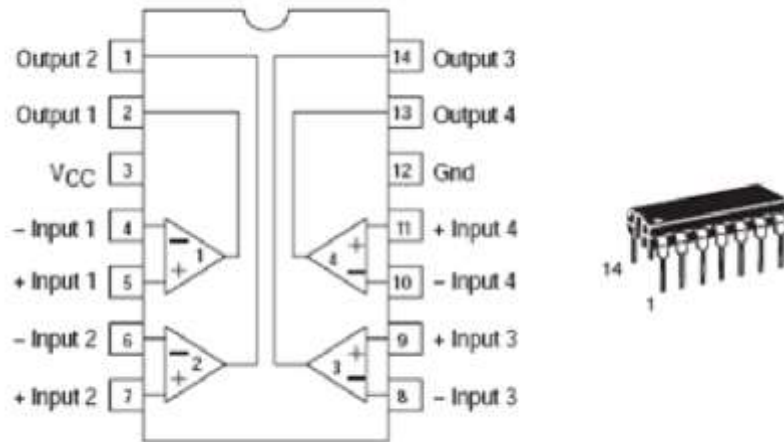 Output 2 1 14 Output 3
Output 1 2 13 Output 4
VCC 3 12 Gnd
- Input 1 4 11 + Input 4
- + 1 4 + -
+ Input 1 5 10 - Input 4
- Input 2 6 9 + Input 3
- + 2 3 + -
+ Input 2 7 8 - Input 3
14
1